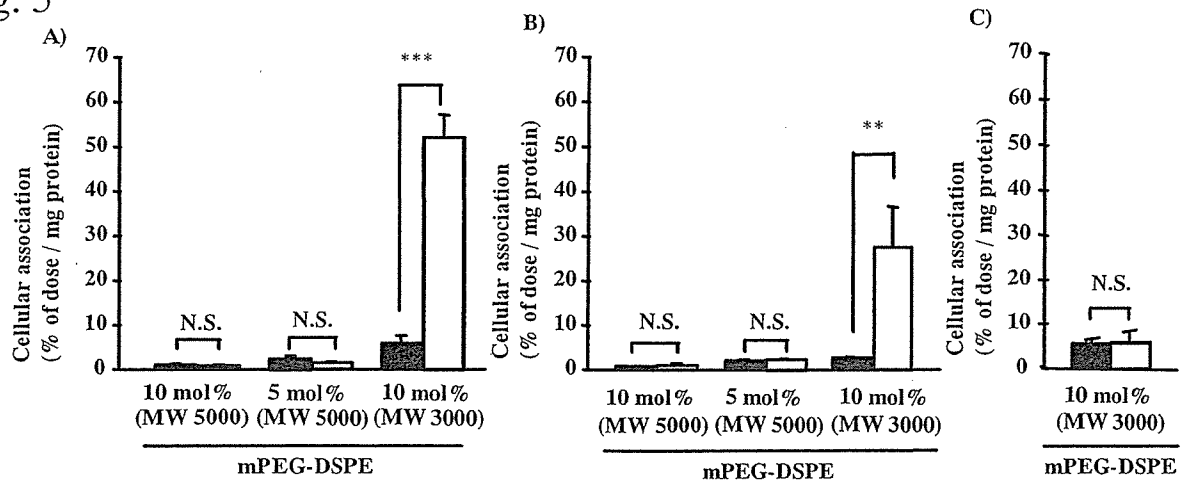 g. 5
A)
70
60
50
40
30
20
10
0
Cellular association
(% of dose / mg protein)
N.S.
N.S.
***
10 mol%
(MW 5000)
5 mol%
(MW 5000)
10 mol%
(MW 3000)
mPEG-DSPE
B)
70
60
50
40
30
20
10
0
Cellular association
(% of dose / mg protein)
N.S.
N.S.
**
10 mol%
(MW 5000)
5 mol%
(MW 5000)
10 mol%
(MW 3000)
mPEG-DSPE
C)
70
60
50
40
30
20
10
0
Cellular association
(% of dose / mg protein)
N.S.
10 mol%
(MW 3000)
mPEG-DSPE